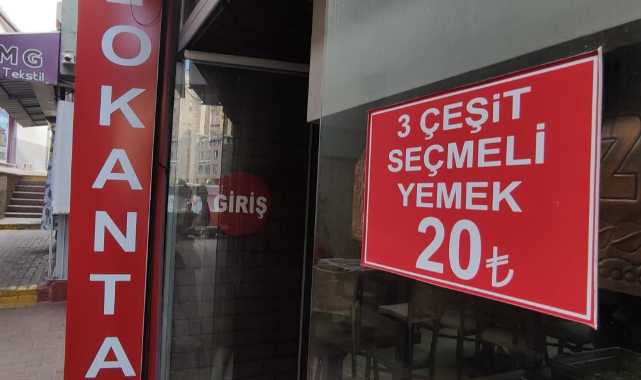 MG
Tekstil
LOKANTA
GİRİŞ
3 ÇEŞİT
SEÇMELİ
YEMEK
20₺